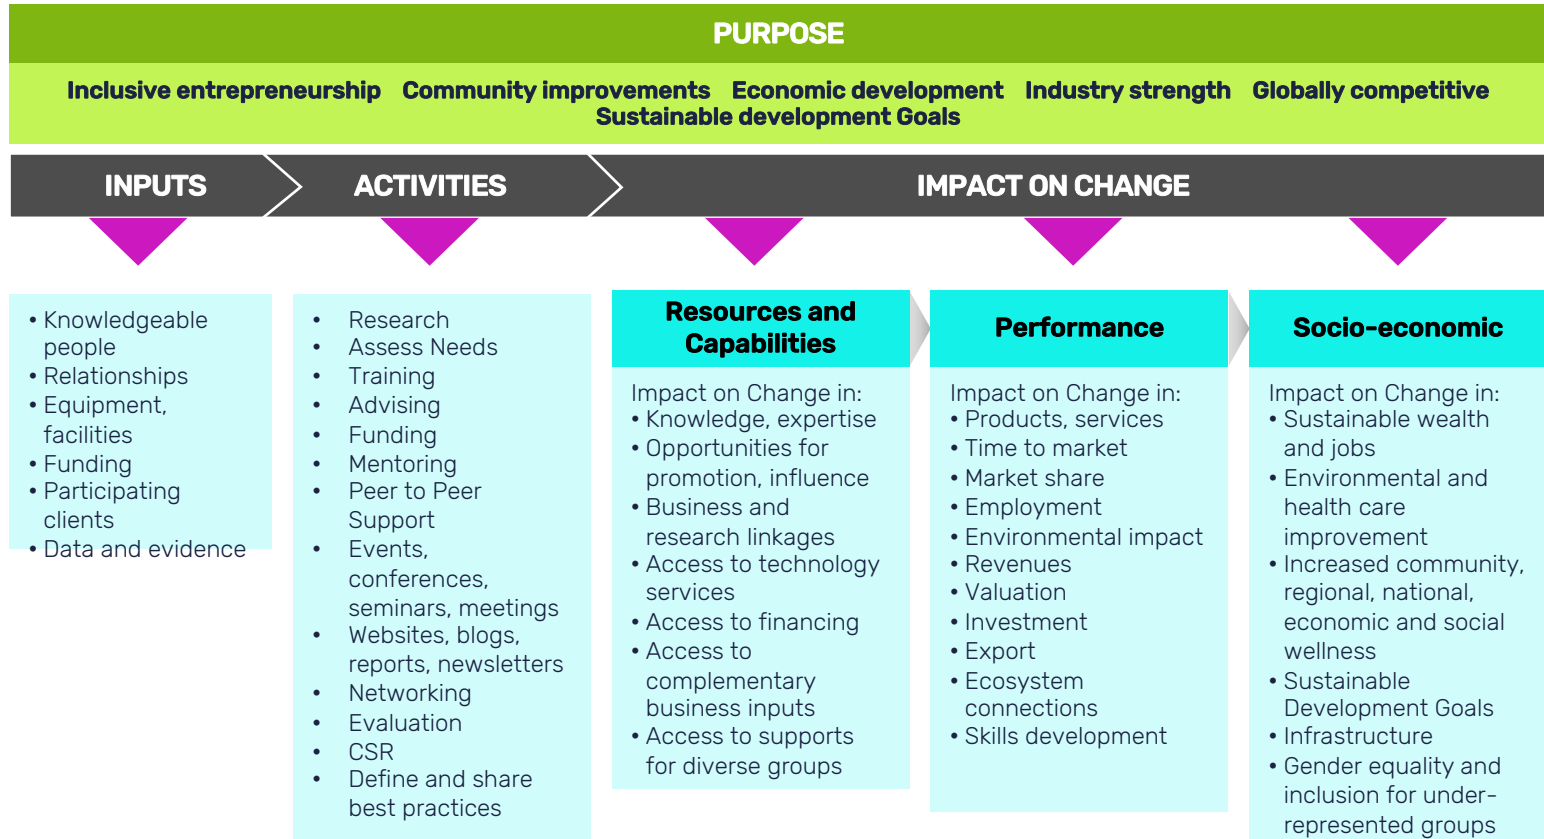 PURPOSE
Inclusive entrepreneurship Community improvements Economic development Industry strength Globally competitive
Sustainable development Goals
INPUTS
ACTIVITIES
IMPACT ON CHANGE
• Knowledgeable
people
• Relationships
• Equipment,
facilities
• Funding
• Participating
clients
• Data and evidence
• Research
• Assess Needs
• Training
• Advising
• Funding
• Mentoring
• Peer to Peer
Support
• Events,
conferences,
seminars, meetings
• Websites, blogs,
reports, newsletters
• Networking
• Evaluation
• CSR
• Define and share
best practices
Resources and
Capabilities
Impact on Change in:
• Knowledge, expertise
• Opportunities for
promotion, influence
• Business and
research linkages
• Access to technology
services
• Access to financing
• Access to
complementary
business inputs
• Access to supports
for diverse groups
Performance
Impact on Change in:
• Products, services
• Time to market
• Market share
• Employment
• Environmental impact
• Revenues
• Valuation
• Investment
• Export
• Ecosystem
connections
• Skills development
Socio-economic
Impact on Change in:
• Sustainable wealth
and jobs
• Environmental and
health care
improvement
• Increased community,
regional, national,
economic and social
wellness
• Sustainable
Development Goals
• Infrastructure
• Gender equality and
inclusion for under-
represented groups